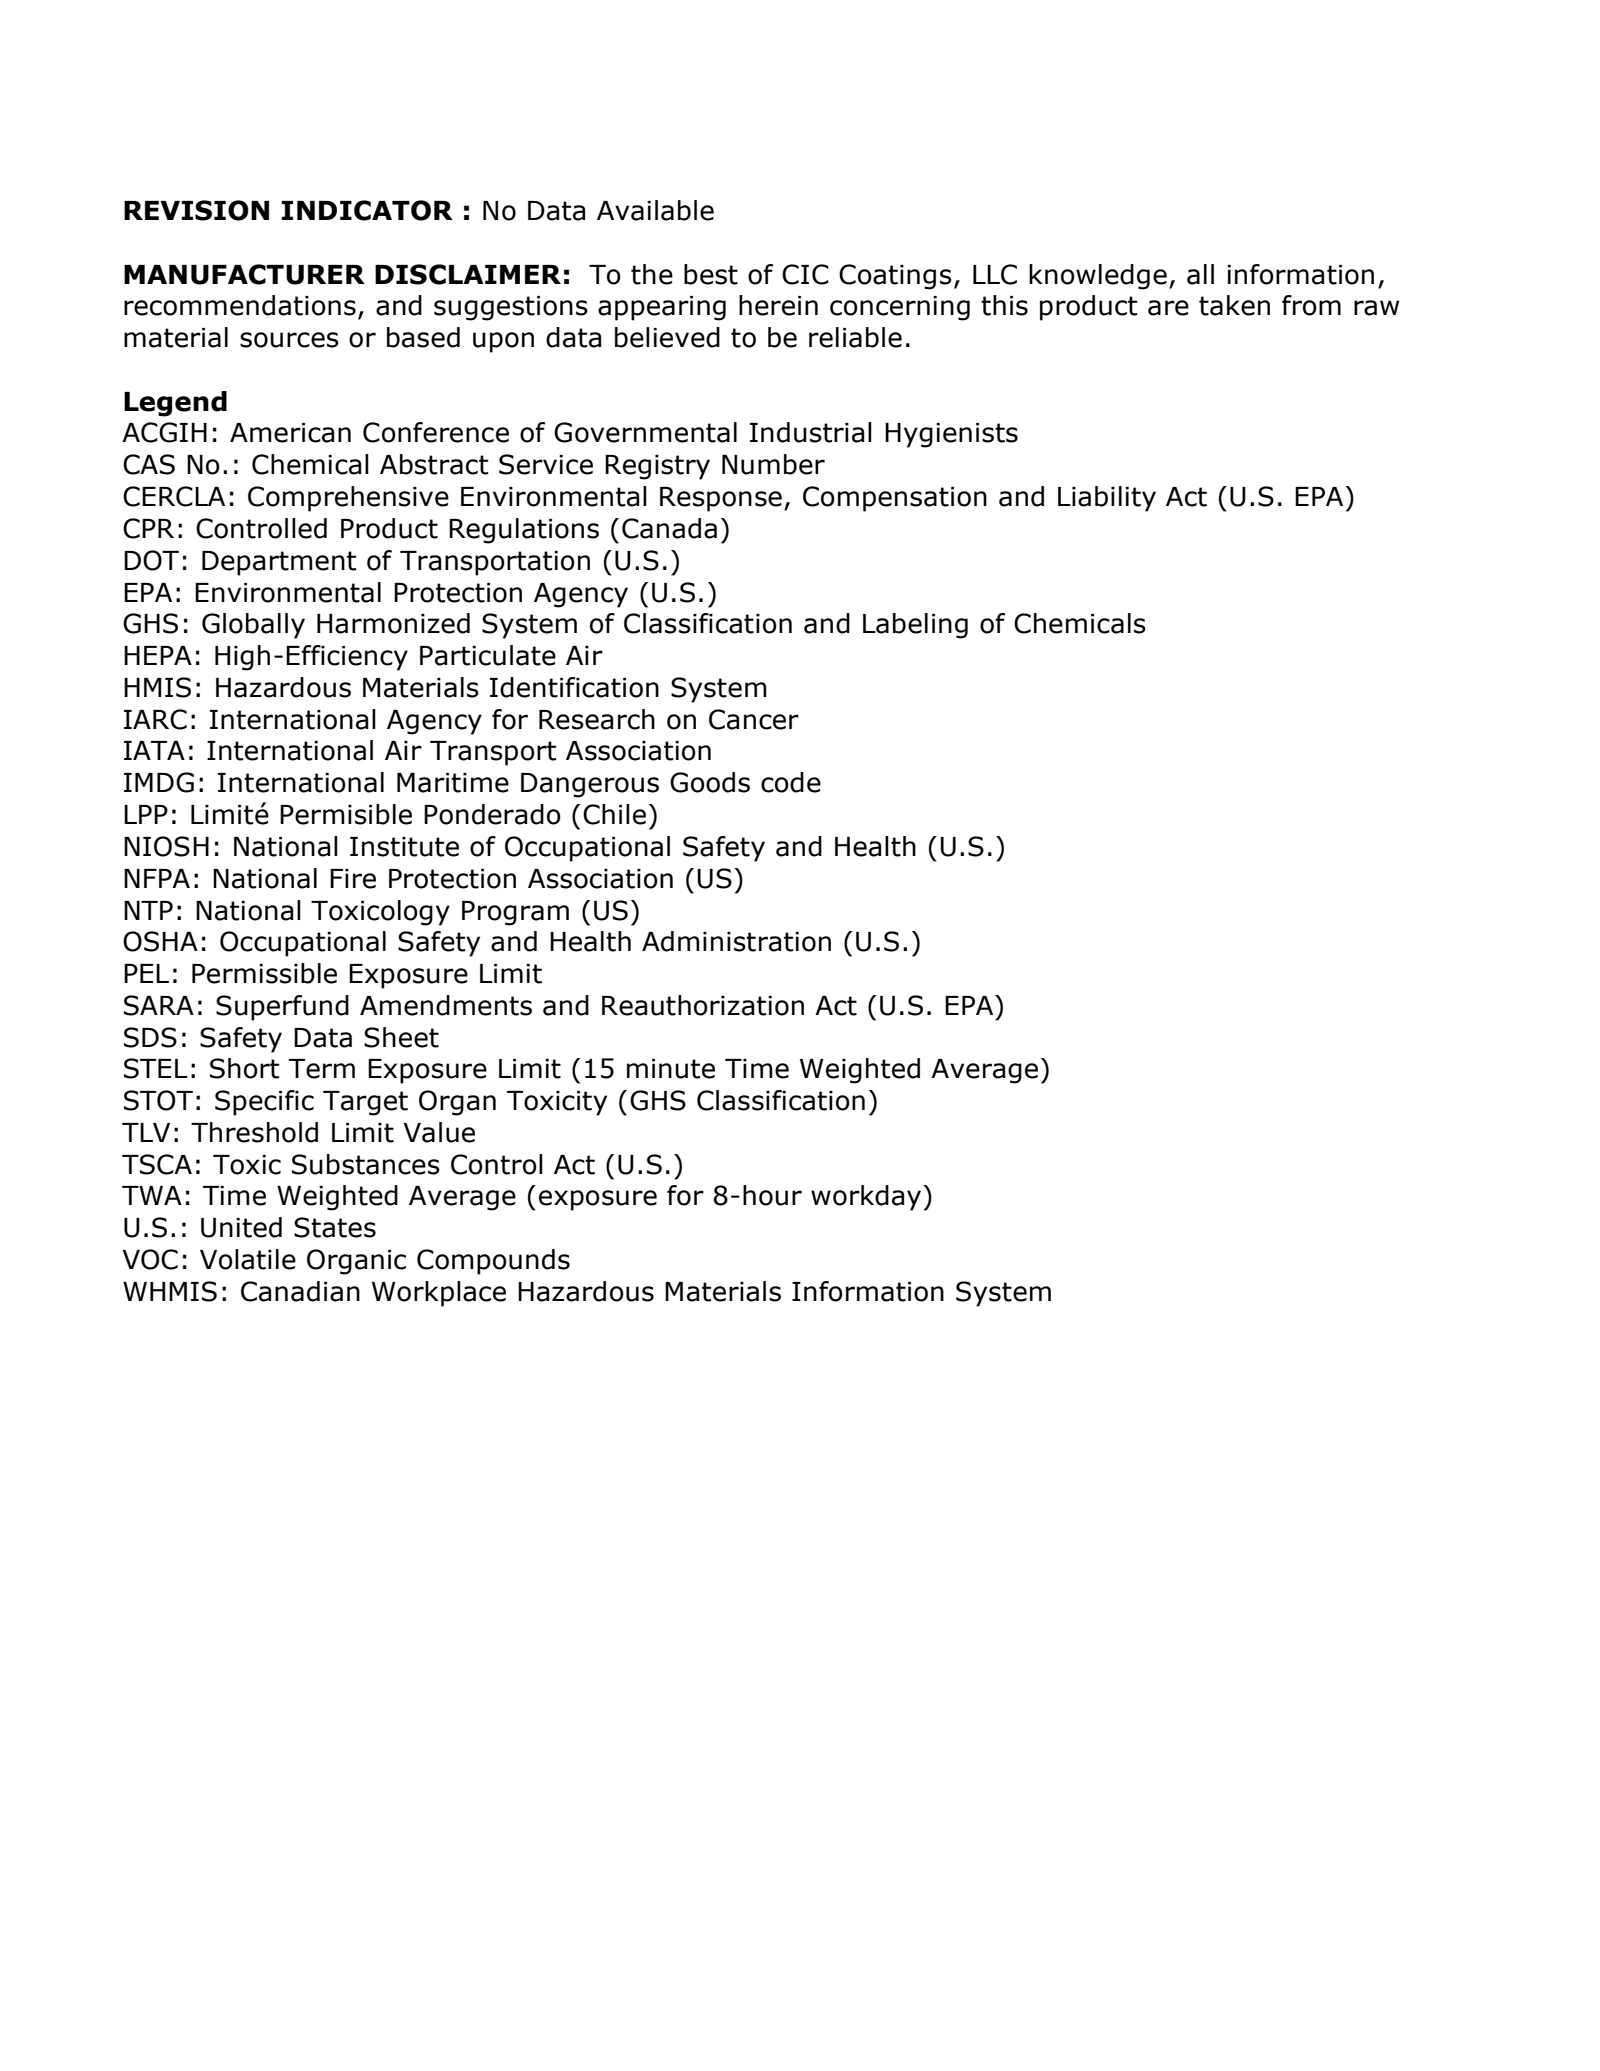 REVISION INDICATOR : No Data Available
MANUFACTURER DISCLAIMER:  To the best of CIC Coatings, LLC knowledge, all information,
recommendations, and suggestions appearing herein concerning this product are taken from raw
material sources or based upon data believed to be reliable.
Legend
ACGIH: American Conference of Governmental Industrial Hygienists
CAS No.: Chemical Abstract Service Registry Number
CERCLA: Comprehensive Environmental Response, Compensation and Liability Act (U.S. EPA)
CPR: Controlled Product Regulations (Canada)
DOT: Department of Transportation (U.S.)
EPA: Environmental Protection Agency (U.S.)
GHS: Globally Harmonized System of Classification and Labeling of Chemicals
HEPA: High-Efficiency Particulate Air
HMIS: Hazardous Materials Identification System
IARC: International Agency for Research on Cancer
IATA: International Air Transport Association
IMDG: International Maritime Dangerous Goods code
LPP: Limité Permisible Ponderado (Chile)
NIOSH: National Institute of Occupational Safety and Health (U.S.)
NFPA: National Fire Protection Association (US)
NTP: National Toxicology Program (US)
OSHA: Occupational Safety and Health Administration (U.S.)
PEL: Permissible Exposure Limit
SARA: Superfund Amendments and Reauthorization Act (U.S. EPA)
SDS: Safety Data Sheet
STEL: Short Term Exposure Limit (15 minute Time Weighted Average)
STOT: Specific Target Organ Toxicity (GHS Classification)
TLV: Threshold Limit Value
TSCA: Toxic Substances Control Act (U.S.)
TWA: Time Weighted Average (exposure for 8-hour workday)
U.S.: United States
VOC: Volatile Organic Compounds
WHMIS: Canadian Workplace Hazardous Materials Information System